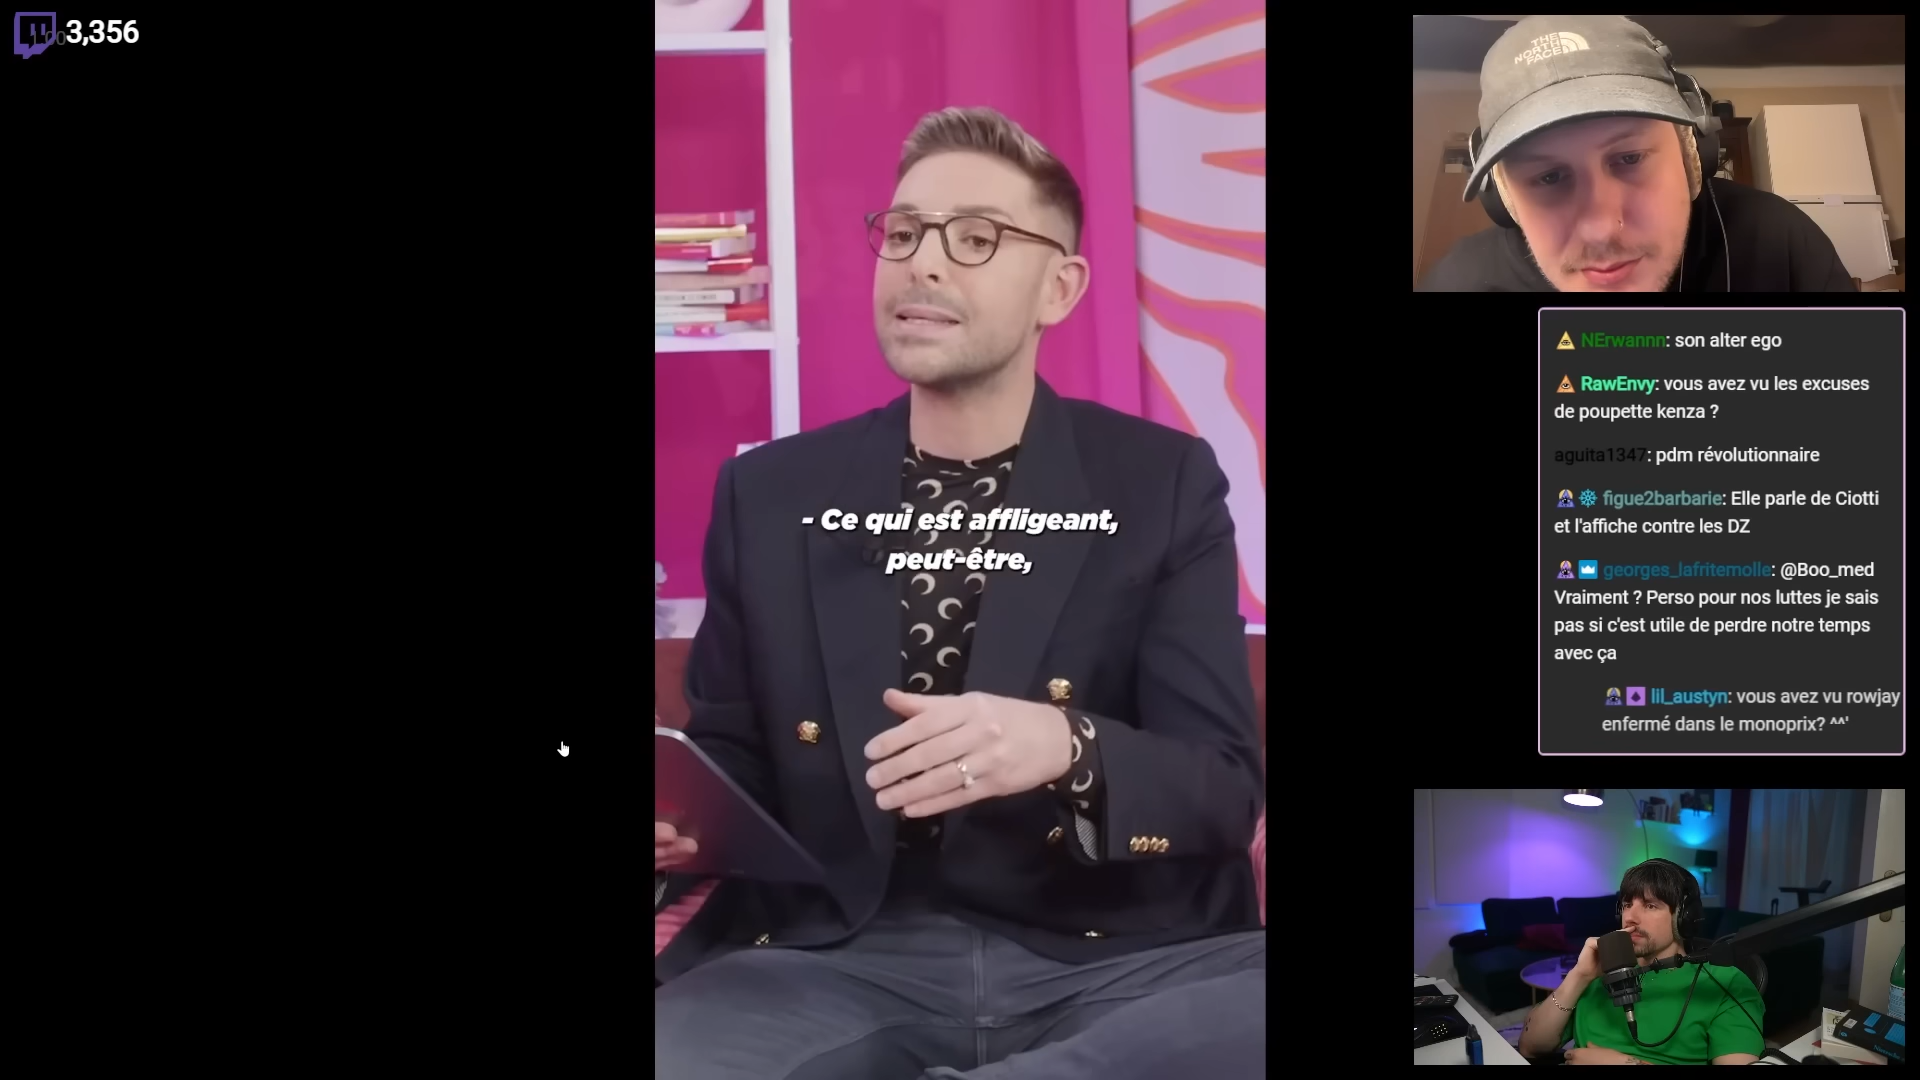 3,356
THE
NORTH
FACE
- Ce qui est affligeant,
peut-être,
NErwannn: son alter ego
RawEnvy: vous avez vu les excuses
de poupette kenza ?
aguita1347: pdm révolutionnaire
figue2barbarie: Elle parle de Ciotti
et l'affiche contre les DZ
georges_lafritemolle: @Boo_med
Vraiment ? Perso pour nos luttes je sais
pas si c'est utile de perdre notre temps
avec ça
lil_austyn: vous avez vu rowjay
enfermé dans le monoprix? ^^'